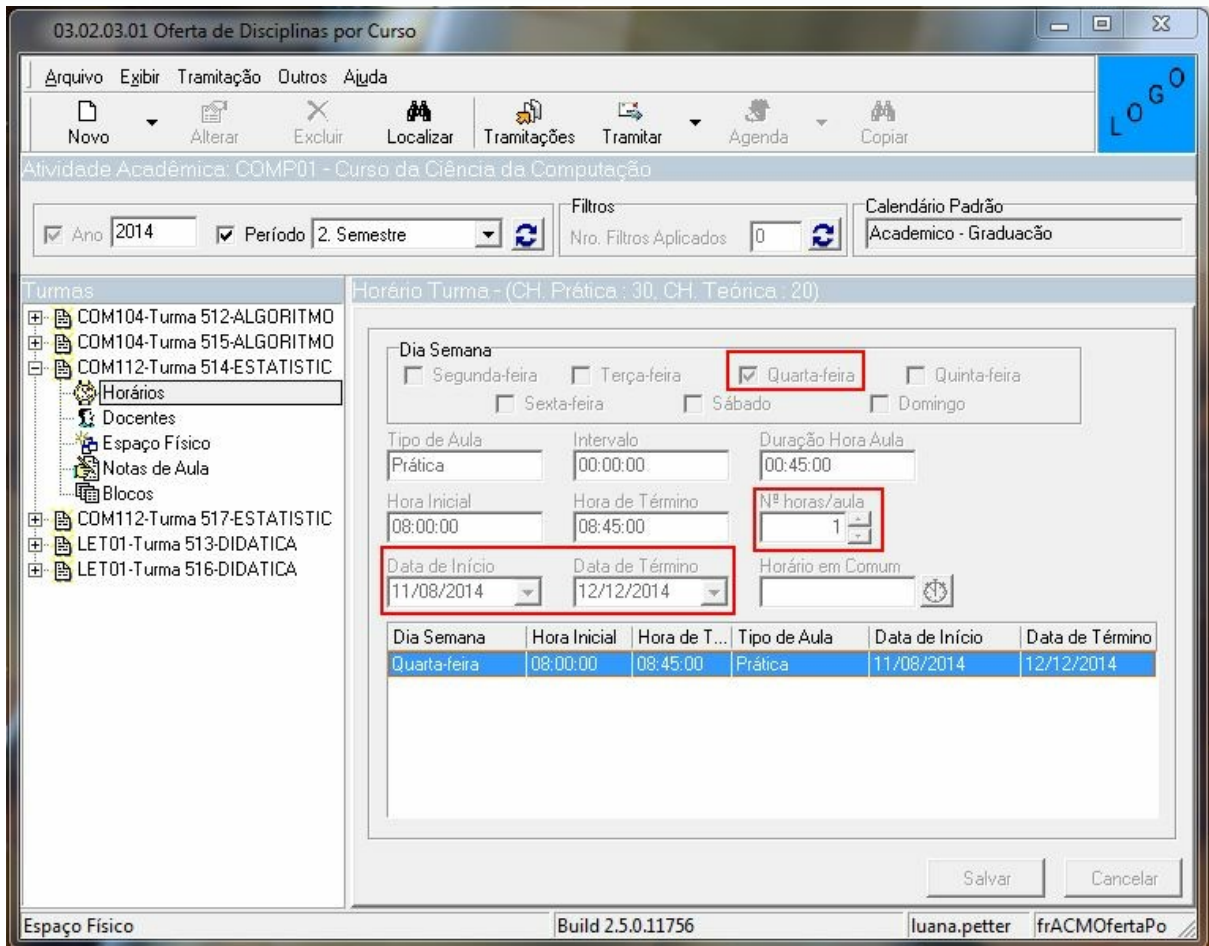 03.02.03.01 Oferta de Disciplinas por Curso
Arquivo Exibir Tramitação Outros Ajuda
Novo Alterar Excluir Localizar Tramitações Tramitar Agenda Copiar
LOGO
Atividade Acadêmica: COMP01 - Curso da Ciência da Computação
Filtros Calendário Padrão
Ano 2014 Período 2. Semestre Nro. Filtros Aplicados 0 Academico - Graduacão
Turmas
COM104-Turma 512-ALGORITMO
COM104-Turma 515-ALGORITMO
COM112-Turma 514-ESTATISTIC
Horários
Docentes
Espaço Físico
Notas de Aula
Blocos
COM112-Turma 517-ESTATISTIC
LET01-Turma 513-DIDATICA
LET01-Turma 516-DIDATICA
Horário Turma - (CH. Prática : 30, CH. Teórica : 20)
Dia Semana
Segunda-feira Terça-feira Quarta-feira Quinta-feira
Sexta-feira Sábado Domingo
Tipo de Aula Intervalo Duração Hora Aula
Prática 00:00:00 00:45:00
Hora Inicial Hora de Término Nº horas/aula
08:00:00 08:45:00 1
Data de Início Data de Término Horário em Comum
11/08/2014 12/12/2014
Dia Semana Hora Inicial Hora de T... Tipo de Aula Data de Início Data de Término
Quarta-feira 08:00:00 08:45:00 Prática 11/08/2014 12/12/2014
Salvar Cancelar
Espaço Físico Build 2.5.0.11756 luana.petter frACMOfertaPo